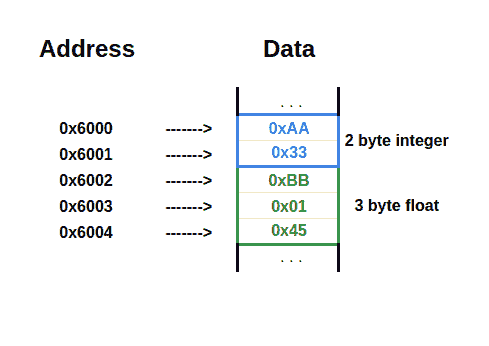 Address Data
. . .
0x6000 -------> 0xAA
0x6001 -------> 0x33
2 byte integer
0x6002 -------> 0xBB
0x6003 -------> 0x01
3 byte float
0x6004 -------> 0x45
. . .